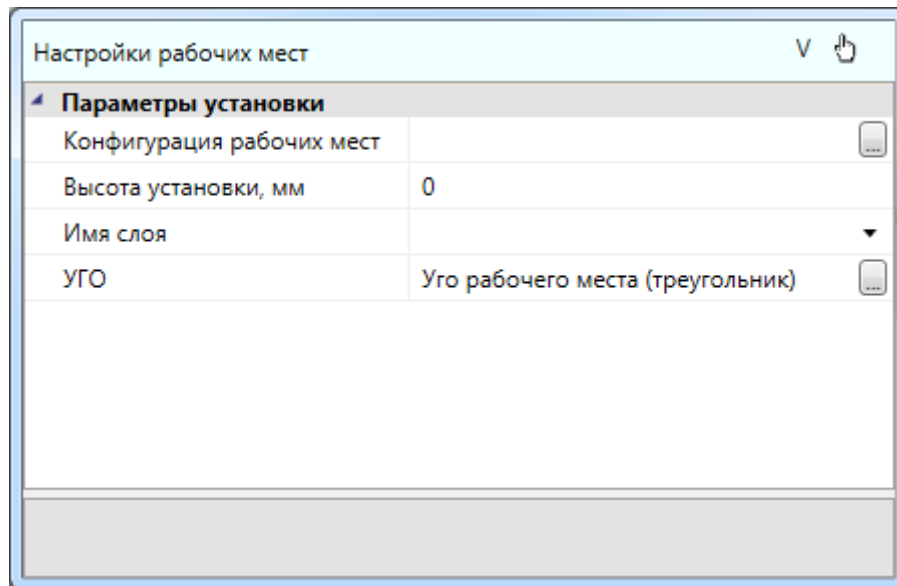 Настройки рабочих мест V
Параметры установки
Конфигурация рабочих мест ...
Высота установки, мм 0
Имя слоя
УГО Уго рабочего места (треугольник) ...